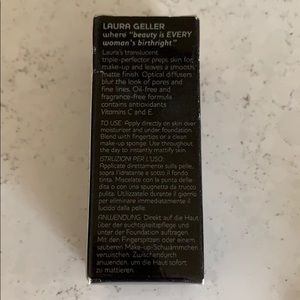 LAURA GELLER
where "beauty is EVERY
woman's birthright"
Laura's translucent
triple-perfector preps skin for
make-up and leaves a smooth,
matte finish. Optical diffusers
blur the look of pores and
fine lines. Oil-free and
fragrance-free formula
contains antioxidants
Vitamins C and E.
TO USE: Apply directly on skin over
moisturizer and under foundation.
Blend with fingertips or a clean
make-up sponge. Use throughout
the day to instantly mattify skin.
ISTRUZIONI PER L'USO:
Applicate direttamente sulla pelle,
sopra l'idratante e sotto il fondo
tinta. Miscelate con la punta delle
dita o con una spugnetta da trucco
pulita. Utilizzate durante il giorno
per eliminare immediatamente il
lucido dalla pelle.
ANWENDUNG: Direkt auf die Haut
über der Feuchtigkeitspflege und
unter der Foundation auftragen.
Mit den Fingerspitzen oder einem
sauberen Make-up-Schwämmchen
verwischen. Zwischendurch
anwenden, um die Haut sofort
zu mattieren.